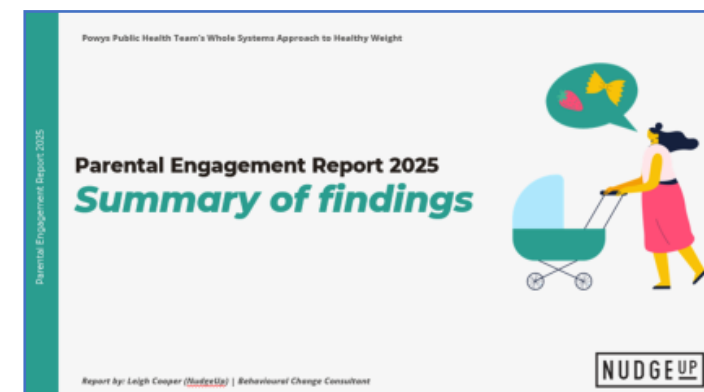 Powys Public Health Team's Whole Systems Approach to Healthy Weight
Parental Engagement Report 2025
Parental Engagement Report 2025
Summary of findings
Report by: Leigh Cooper (NudgeUp) | Behavioural Change Consultant
NUDGEUP